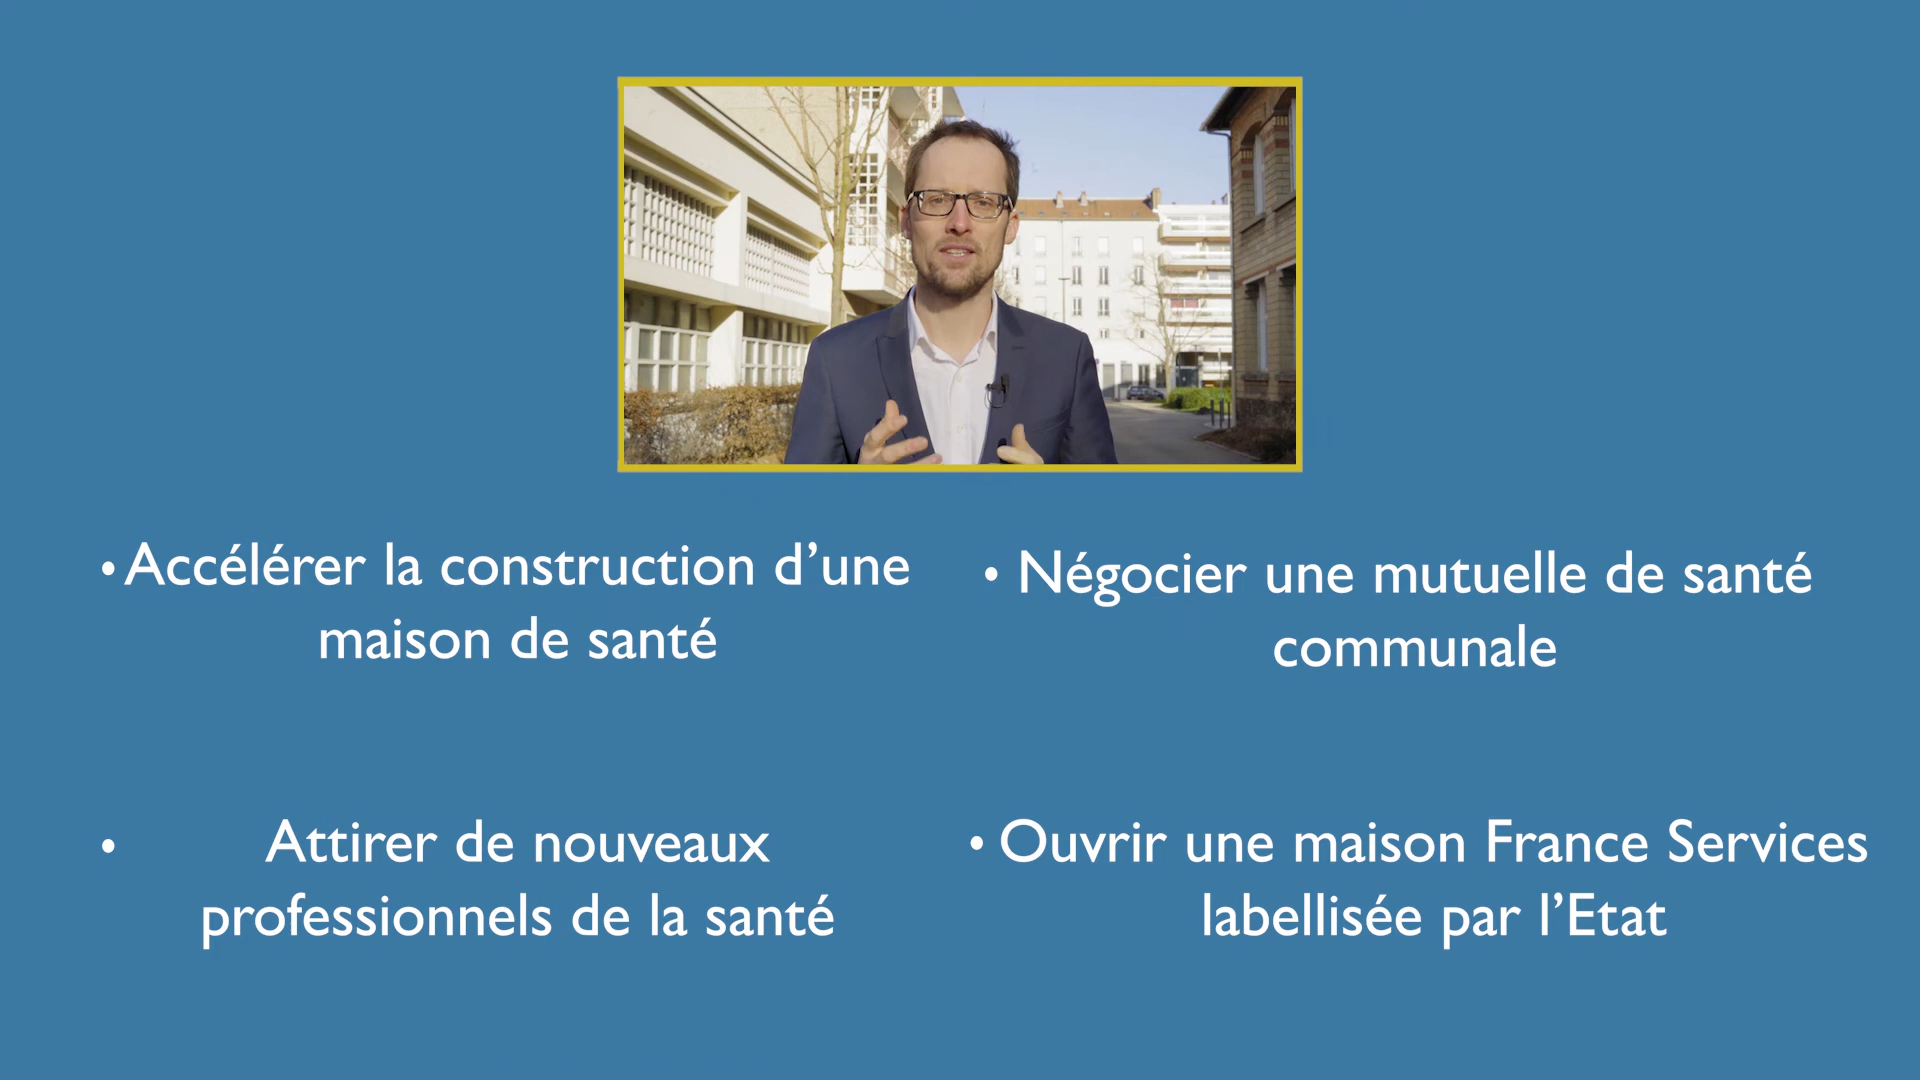 • Accélérer la construction d’une
maison de santé
• Négocier une mutuelle de santé
communale
• Attirer de nouveaux
professionnels de la santé
• Ouvrir une maison France Services
labellisée par l’Etat